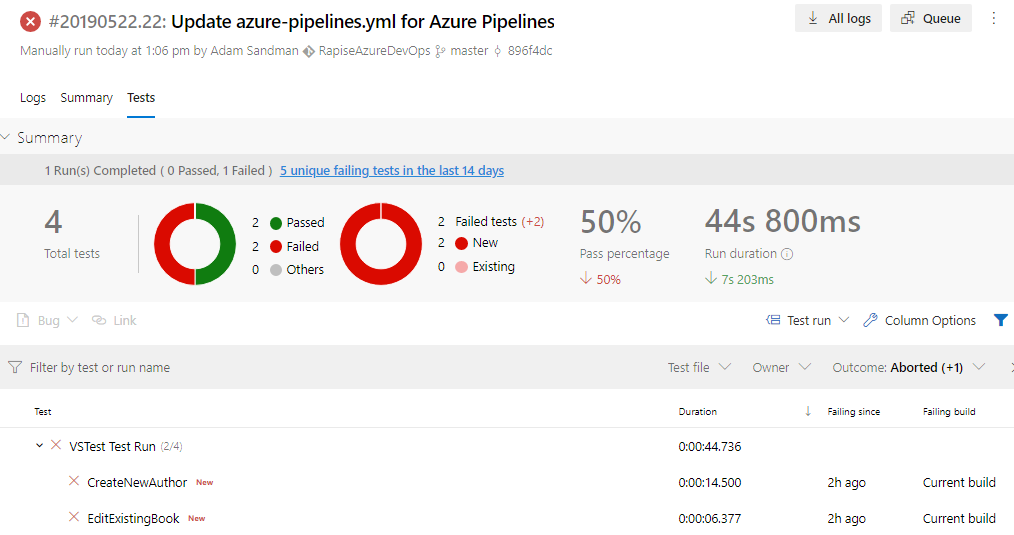 #20190522.22: Update azure-pipelines.yml for Azure Pipelines
All logs
Queue
Manually run today at 1:06 pm by Adam Sandman RapiseAzureDevOps master 896f4dc
Logs Summary Tests
Summary
1 Run(s) Completed ( 0 Passed, 1 Failed ) 5 unique failing tests in the last 14 days
4
Total tests
2 Passed
2 Failed
0 Others
2 Failed tests (+2)
2 New
0 Existing
50%
Pass percentage
50%
44s 800ms
Run duration
7s 203ms
Bug Link Test run Column Options
Filter by test or run name Test file Owner Outcome: Aborted (+1)
Test Duration Failing since Failing build
VSTest Test Run (2/4) 0:00:44.736
CreateNewAuthor New 0:00:14.500 2h ago Current build
EditExistingBook New 0:00:06.377 2h ago Current build